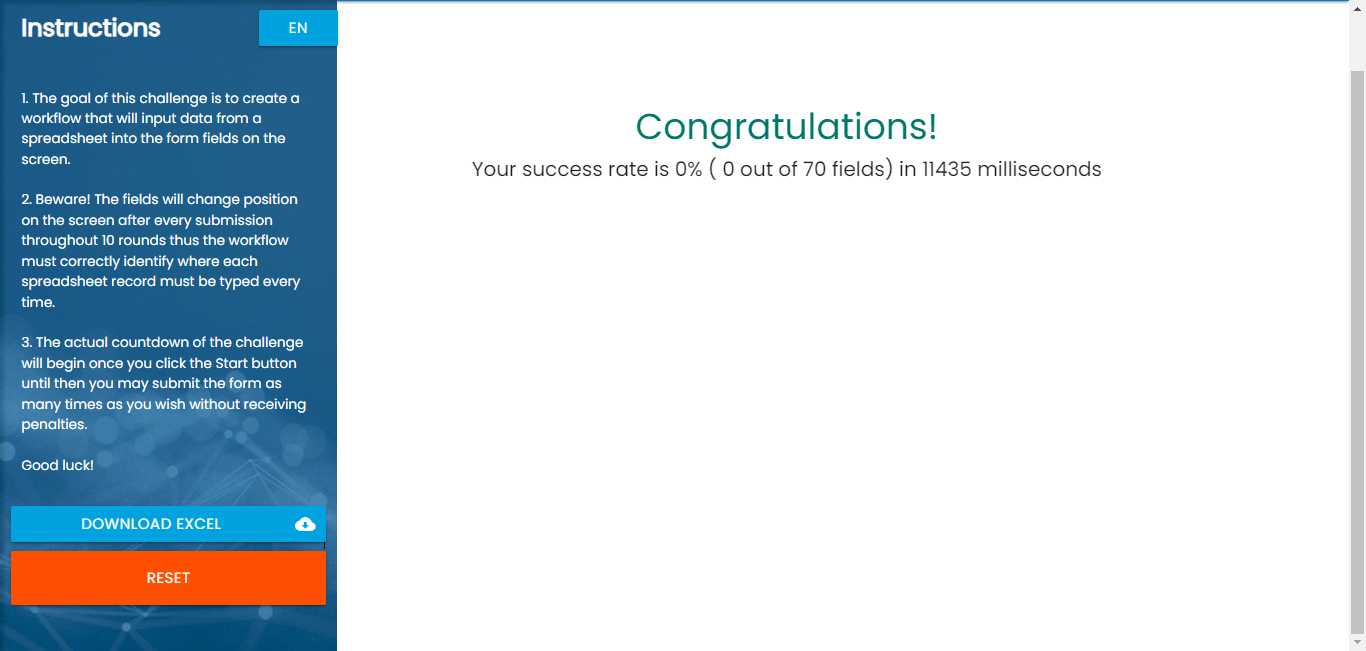 Instructions
EN
1. The goal of this challenge is to create a
workflow that will input data from a
spreadsheet into the form fields on the
screen.
2. Beware! The fields will change position
on the screen after every submission
throughout 10 rounds thus the workflow
must correctly identify where each
spreadsheet record must be typed every
time.
3. The actual countdown of the challenge
will begin once you click the Start button
until then you may submit the form as
many times as you wish without receiving
penalties.
Good luck!
DOWNLOAD EXCEL
RESET
Congratulations!
Your success rate is 0% ( 0 out of 70 fields) in 11435 milliseconds